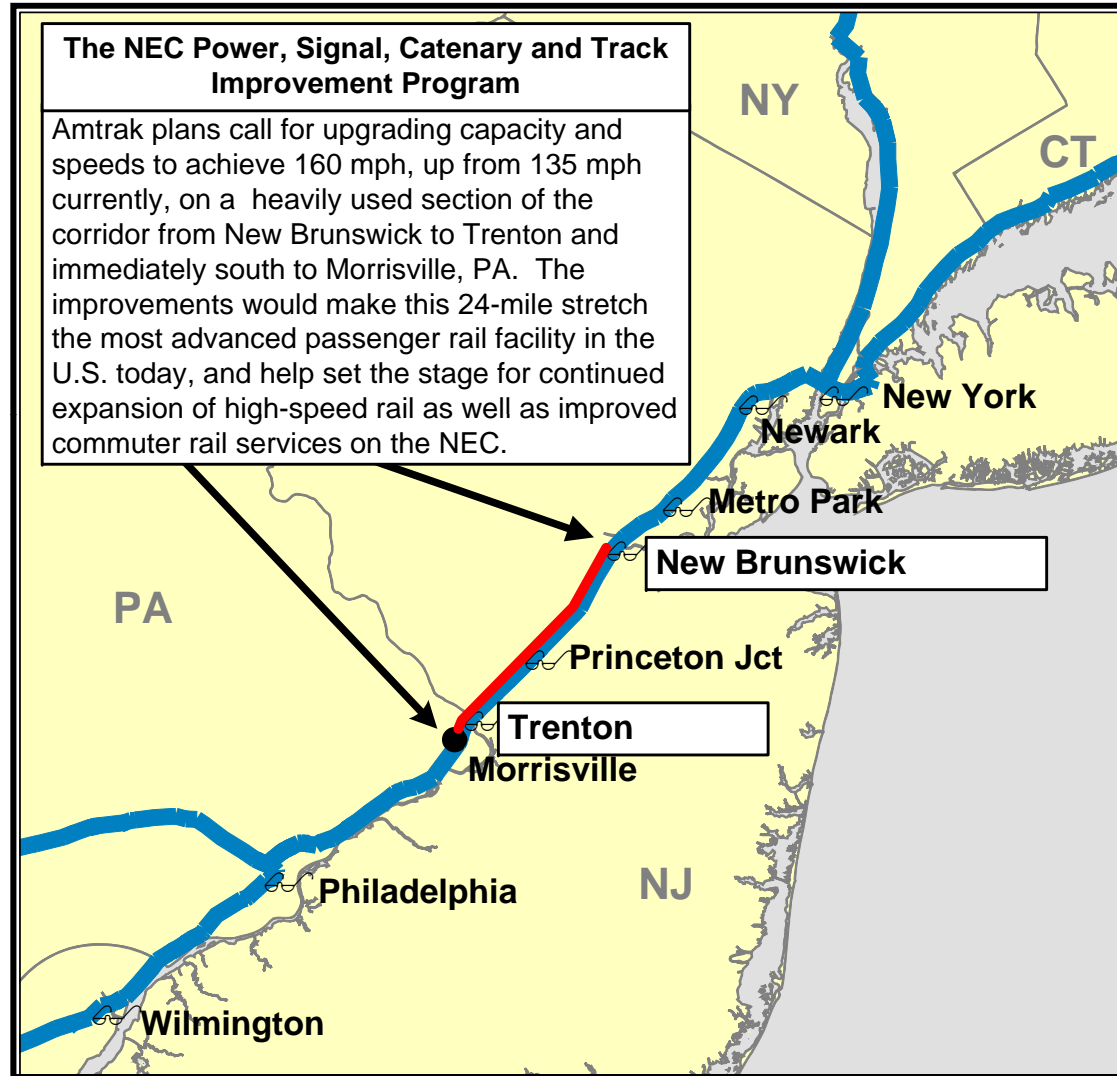 The NEC Power, Signal, Catenary and Track
Improvement Program
Amtrak plans call for upgrading capacity and
speeds to achieve 160 mph, up from 135 mph
currently, on a  heavily used section of the
corridor from New Brunswick to Trenton and
immediately south to Morrisville, PA.  The
improvements would make this 24-mile stretch
the most advanced passenger rail facility in the
U.S. today, and help set the stage for continued
expansion of high-speed rail as well as improved
commuter rail services on the NEC.
NY
CT
New York
Newark
Metro Park
New Brunswick
PA
Princeton Jct
Trenton
Morrisville
Philadelphia
NJ
Wilmington